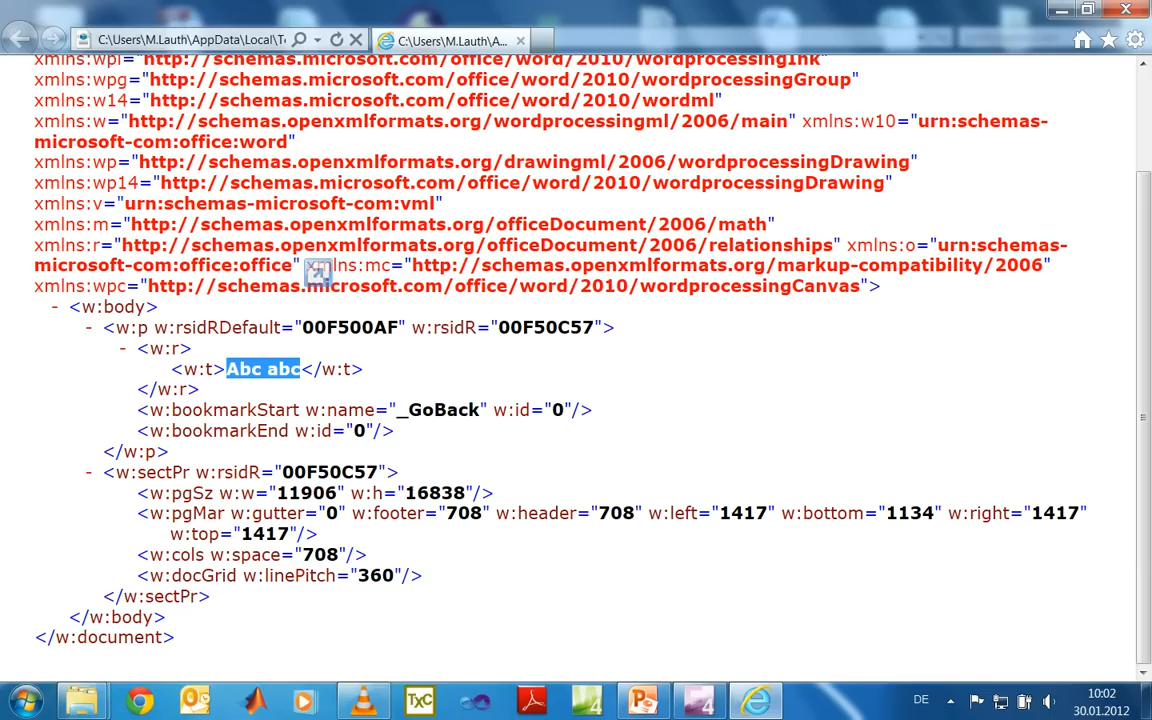 C:\Users\M.Lauth\AppData\Local\T
C:\Users\M.Lauth\A...
xmlns:wpi="http://schemas.microsoft.com/office/word/2010/wordprocessingInk"
xmlns:wpg="http://schemas.microsoft.com/office/word/2010/wordprocessingGroup"
xmlns:w14="http://schemas.microsoft.com/office/word/2010/wordml"
xmlns:w="http://schemas.openxmlformats.org/wordprocessingml/2006/main" xmlns:w10="urn:schemas-
microsoft-com:office:word"
xmlns:wp="http://schemas.openxmlformats.org/drawingml/2006/wordprocessingDrawing"
xmlns:wp14="http://schemas.microsoft.com/office/word/2010/wordprocessingDrawing"
xmlns:v="urn:schemas-microsoft-com:vml"
xmlns:m="http://schemas.openxmlformats.org/officeDocument/2006/math"
xmlns:r="http://schemas.openxmlformats.org/officeDocument/2006/relationships" xmlns:o="urn:schemas-
microsoft-com:office:office" xmlns:mc="http://schemas.openxmlformats.org/markup-compatibility/2006"
xmlns:wpc="http://schemas.microsoft.com/office/word/2010/wordprocessingCanvas">
- <w:body>
- <w:p w:rsidRDefault="00F500AF" w:rsidR="00F50C57">
- <w:r>
<w:t>Abc abc</w:t>
</w:r>
<w:bookmarkStart w:name="_GoBack" w:id="0"/>
<w:bookmarkEnd w:id="0"/>
</w:p>
- <w:sectPr w:rsidR="00F50C57">
<w:pgSz w:w="11906" w:h="16838"/>
<w:pgMar w:gutter="0" w:footer="708" w:header="708" w:left="1417" w:bottom="1134" w:right="1417"
w:top="1417"/>
<w:cols w:space="708"/>
<w:docGrid w:linePitch="360"/>
</w:sectPr>
</w:body>
</w:document>
TxC
4
4
DE
10:02
30.01.2012